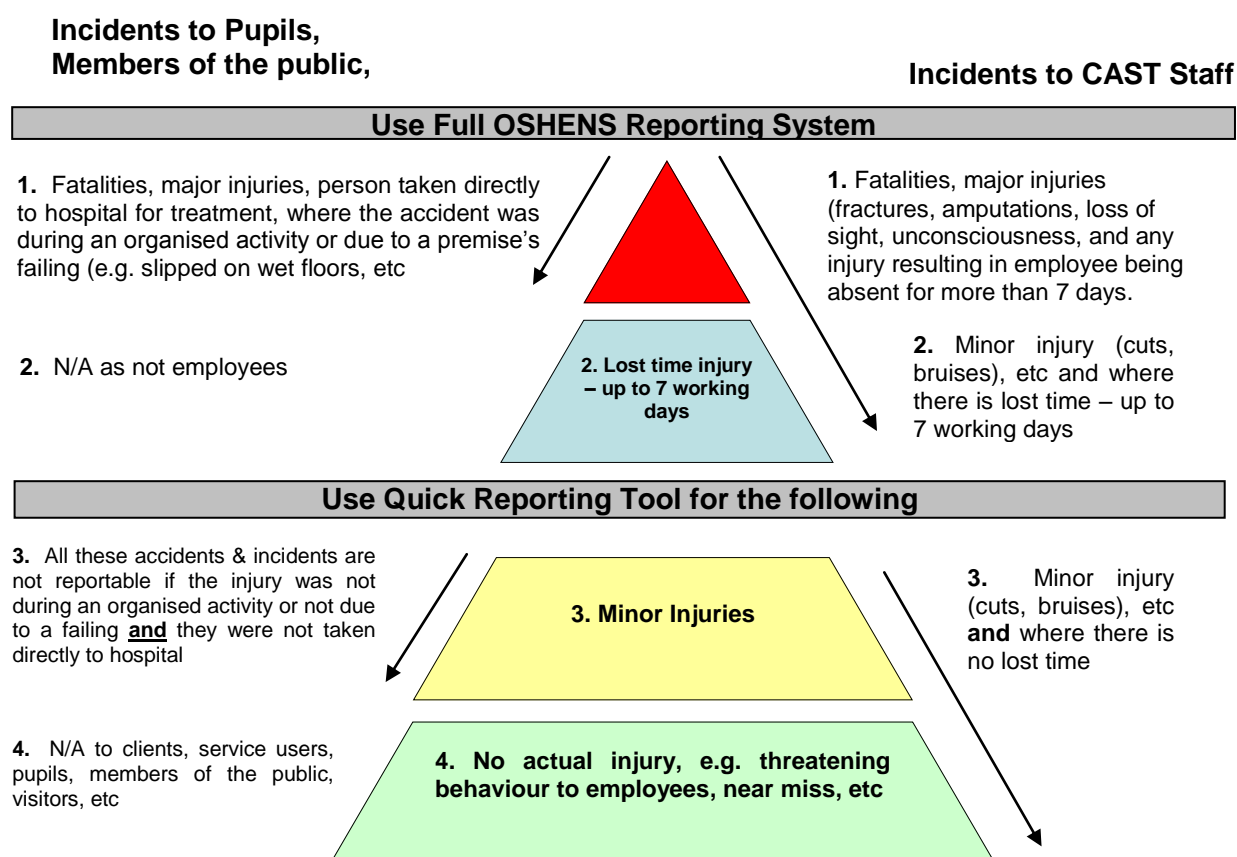 Incidents to Pupils,
Members of the public,
Incidents to CAST Staff
Use Full OSHENS Reporting System
1. Fatalities, major injuries, person taken directly
to hospital for treatment, where the accident was
during an organised activity or due to a premise's
failing (e.g. slipped on wet floors, etc
1. Fatalities, major injuries
(fractures, amputations, loss of
sight, unconsciousness, and any
injury resulting in employee being
absent for more than 7 days.
2. N/A as not employees
2. Lost time injury
– up to 7 working
days
2. Minor injury (cuts,
bruises), etc and where
there is lost time – up to
7 working days
Use Quick Reporting Tool for the following
3. All these accidents & incidents are
not reportable if the injury was not
during an organised activity or not due
to a failing and they were not taken
directly to hospital
3. Minor Injuries
3. Minor injury
(cuts, bruises), etc
and where there is
no lost time
4. N/A to clients, service users,
pupils, members of the public,
visitors, etc
4. No actual injury, e.g. threatening
behaviour to employees, near miss, etc